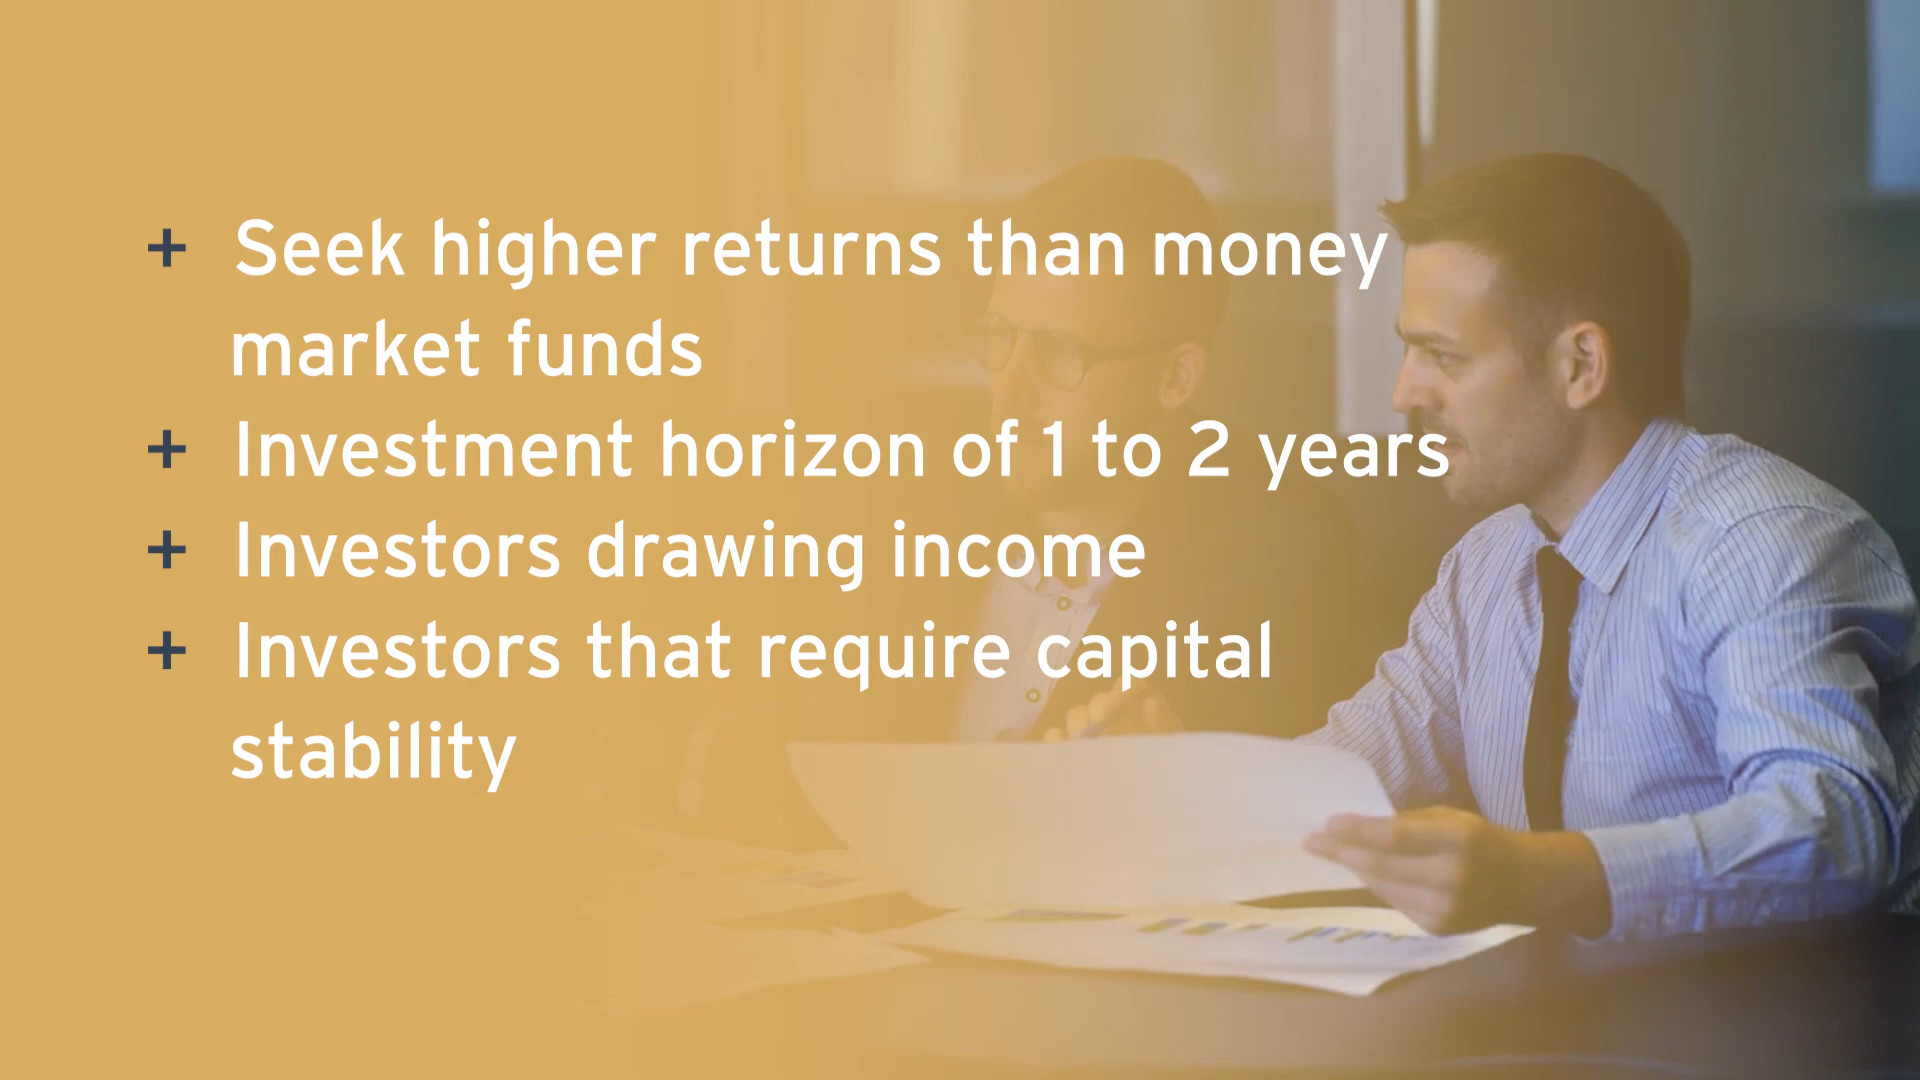 + Seek higher returns than money
market funds
+ Investment horizon of 1 to 2 years
+ Investors drawing income
+ Investors that require capital
stability